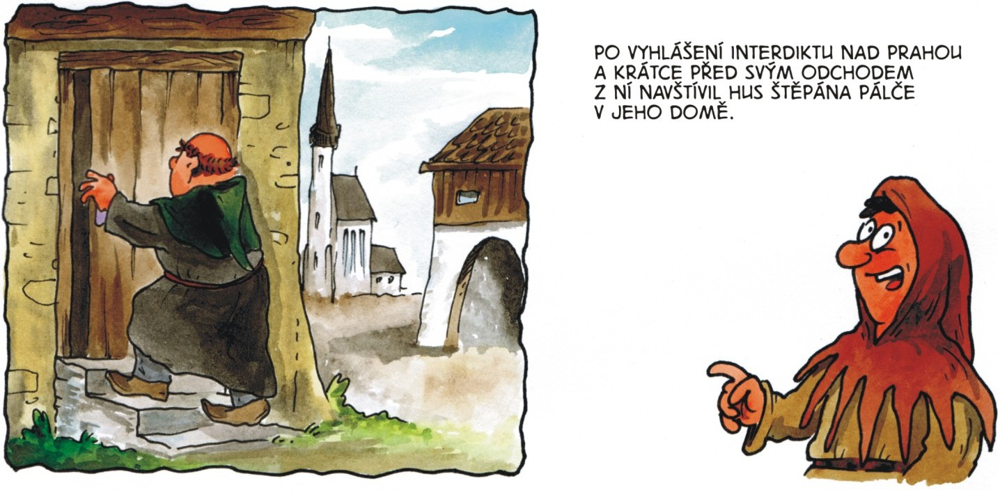 PO VYHLÁŠENÍ INTERDIKTU NAD PRAHOU
A KRÁTCE PŘED SVÝM ODCHODEM
Z NÍ NAVŠTÍVIL HUS ŠTĚPÁNA PÁLČE
V JEHO DOMĚ.